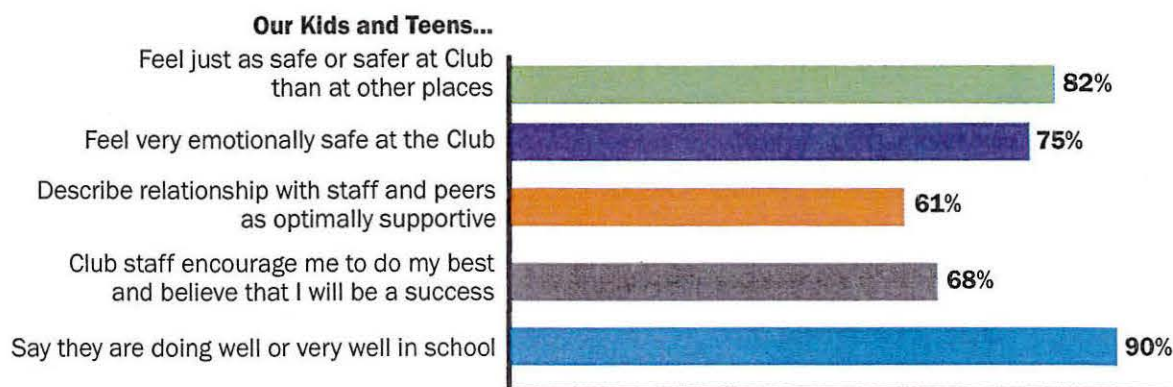 Our Kids and Teens...
Feel just as safe or safer at Club
than at other places
82%
Feel very emotionally safe at the Club
75%
Describe relationship with staff and peers
as optimally supportive
61%
Club staff encourage me to do my best
and believe that I will be a success
68%
Say they are doing well or very well in school
90%